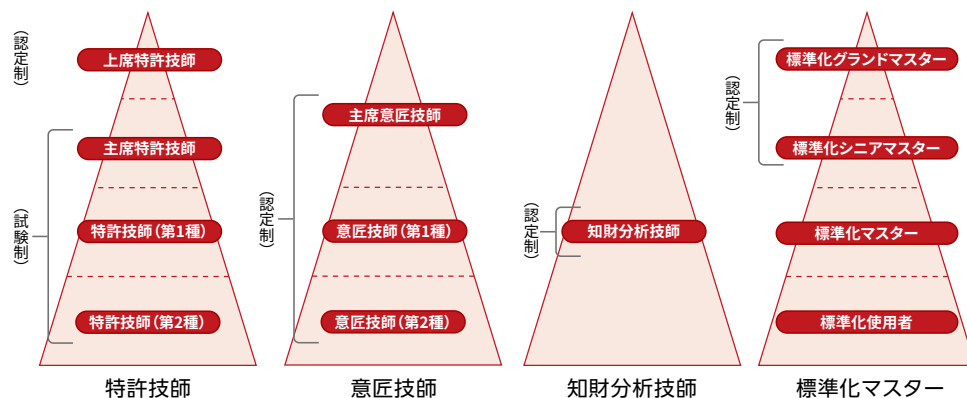 (認定制)
上席特許技師
主席特許技師
(試験制)
特許技師(第1種)
特許技師(第2種)
特許技師
主席意匠技師
(認定制)
意匠技師(第1種)
意匠技師(第2種)
意匠技師
(認定制)
知財分析技師
知財分析技師
標準化グランドマスター
(認定制)
標準化シニアマスター
標準化マスター
標準化使用者
標準化マスター